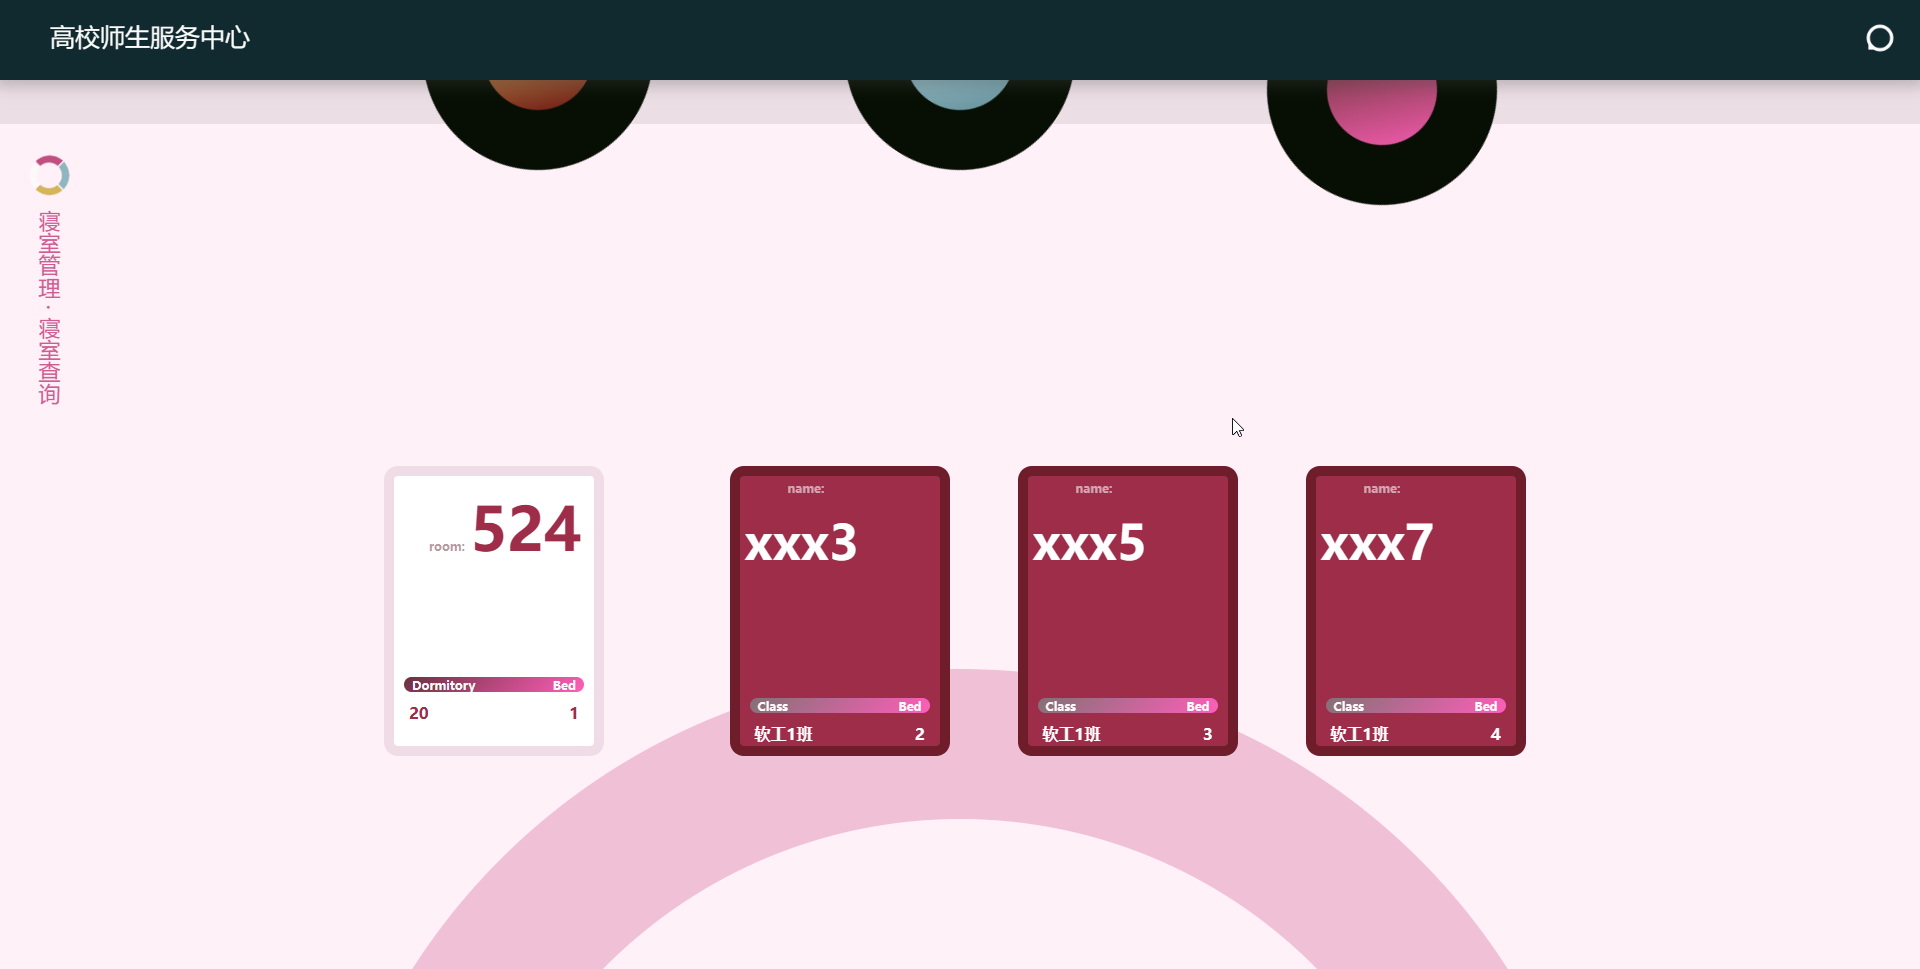 高校师生服务中心
寝室管理·寝室查询
room: 524
Dormitory Bed
20 1
name:
xxx3
Class Bed
软工1班 2
name:
xxx5
Class Bed
软工1班 3
name:
xxx7
Class Bed
软工1班 4